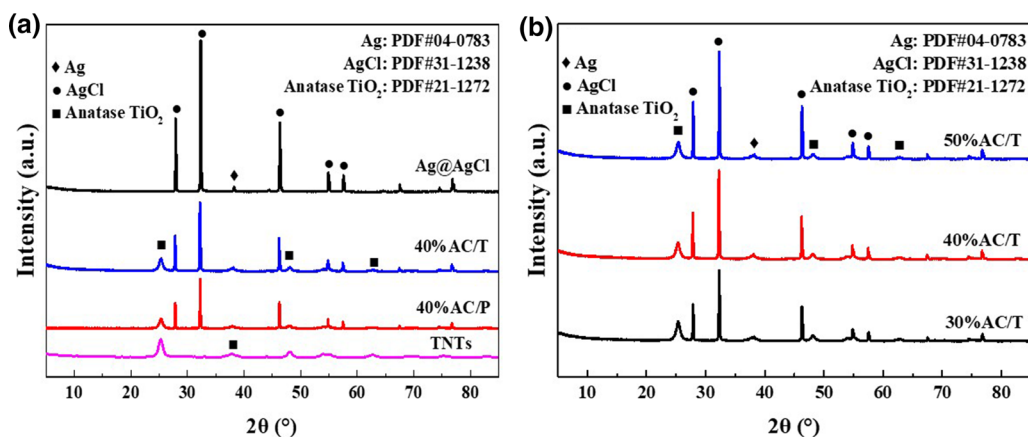 (a)
Ag: PDF#04-0783
AgCl: PDF#31-1238
Anatase TiO₂: PDF#21-1272
♦ Ag
● AgCl
■ Anatase TiO₂
Ag@AgCl
40%AC/T
40%AC/P
TNTs
Intensity (a.u.)
10 20 30 40 50 60 70 80
2θ (°)
(b)
Ag: PDF#04-0783
AgCl: PDF#31-1238
Anatase TiO₂: PDF#21-1272
♦ Ag
● AgCl
■ Anatase TiO₂
50%AC/T
40%AC/T
30%AC/T
Intensity (a.u.)
10 20 30 40 50 60 70 80
2θ (°)